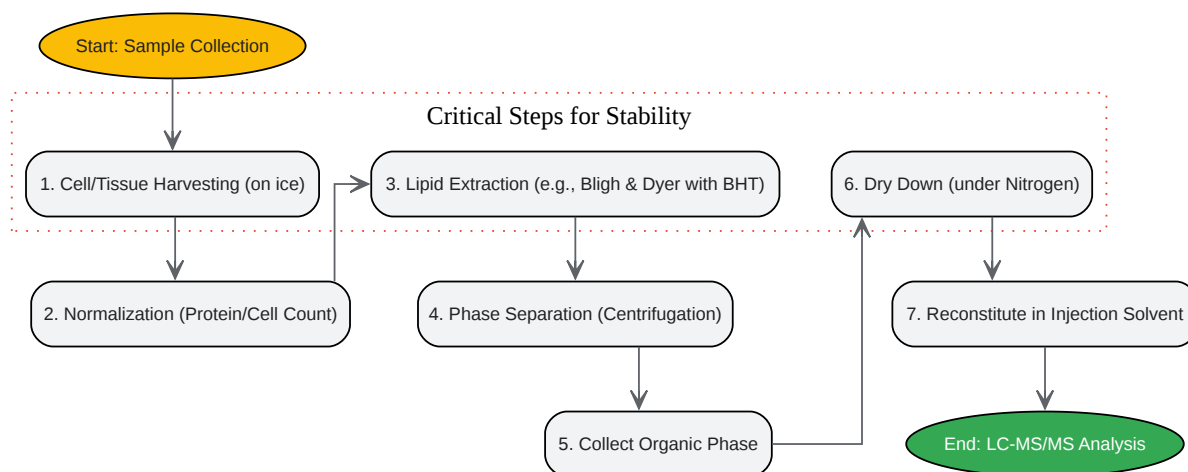 Start: Sample Collection
Critical Steps for Stability
1. Cell/Tissue Harvesting (on ice)
2. Normalization (Protein/Cell Count)
3. Lipid Extraction (e.g., Bligh & Dyer with BHT)
4. Phase Separation (Centrifugation)
5. Collect Organic Phase
6. Dry Down (under Nitrogen)
7. Reconstitute in Injection Solvent
End: LC-MS/MS Analysis